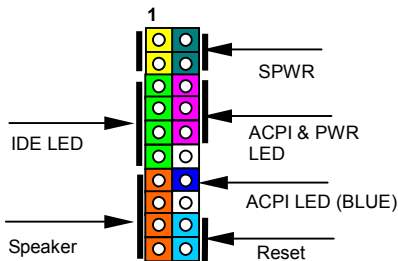 1
SPWR
IDE LED
ACPI & PWR
LED
ACPI LED (BLUE)
Speaker
Reset